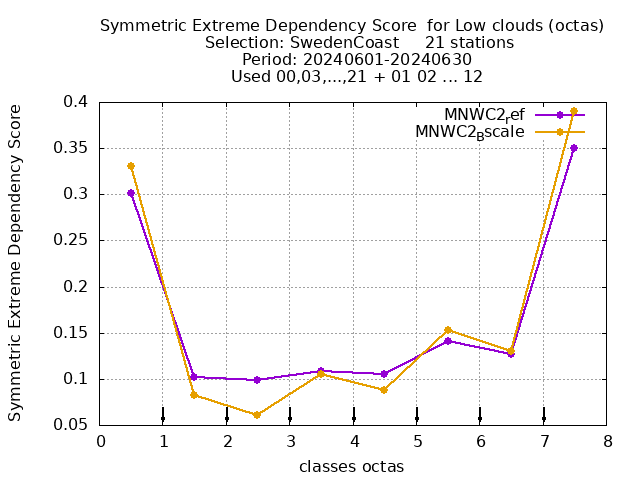 Symmetric Extreme Dependency Score  for Low clouds (octas)
Selection: SwedenCoast     21 stations
Period: 20240601-20240630
Used 00,03,...,21 + 01 02 ... 12
Symmetric Extreme Dependency Score
0.4
0.35
0.3
0.25
0.2
0.15
0.1
0.05
MNWC2ref
MNWC2Bscale
0 1 2 3 4 5 6 7 8
classes octas